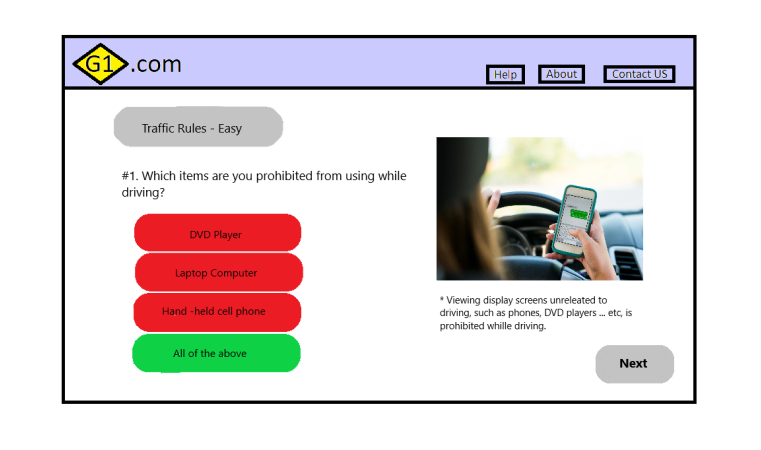 G1.com
Help
About
Contact US
Traffic Rules - Easy
#1. Which items are you prohibited from using while
driving?
DVD Player
Laptop Computer
Hand -held cell phone
All of the above
* Viewing display screens unreleated to
driving, such as phones, DVD players ... etc, is
prohibited whille driving.
Next